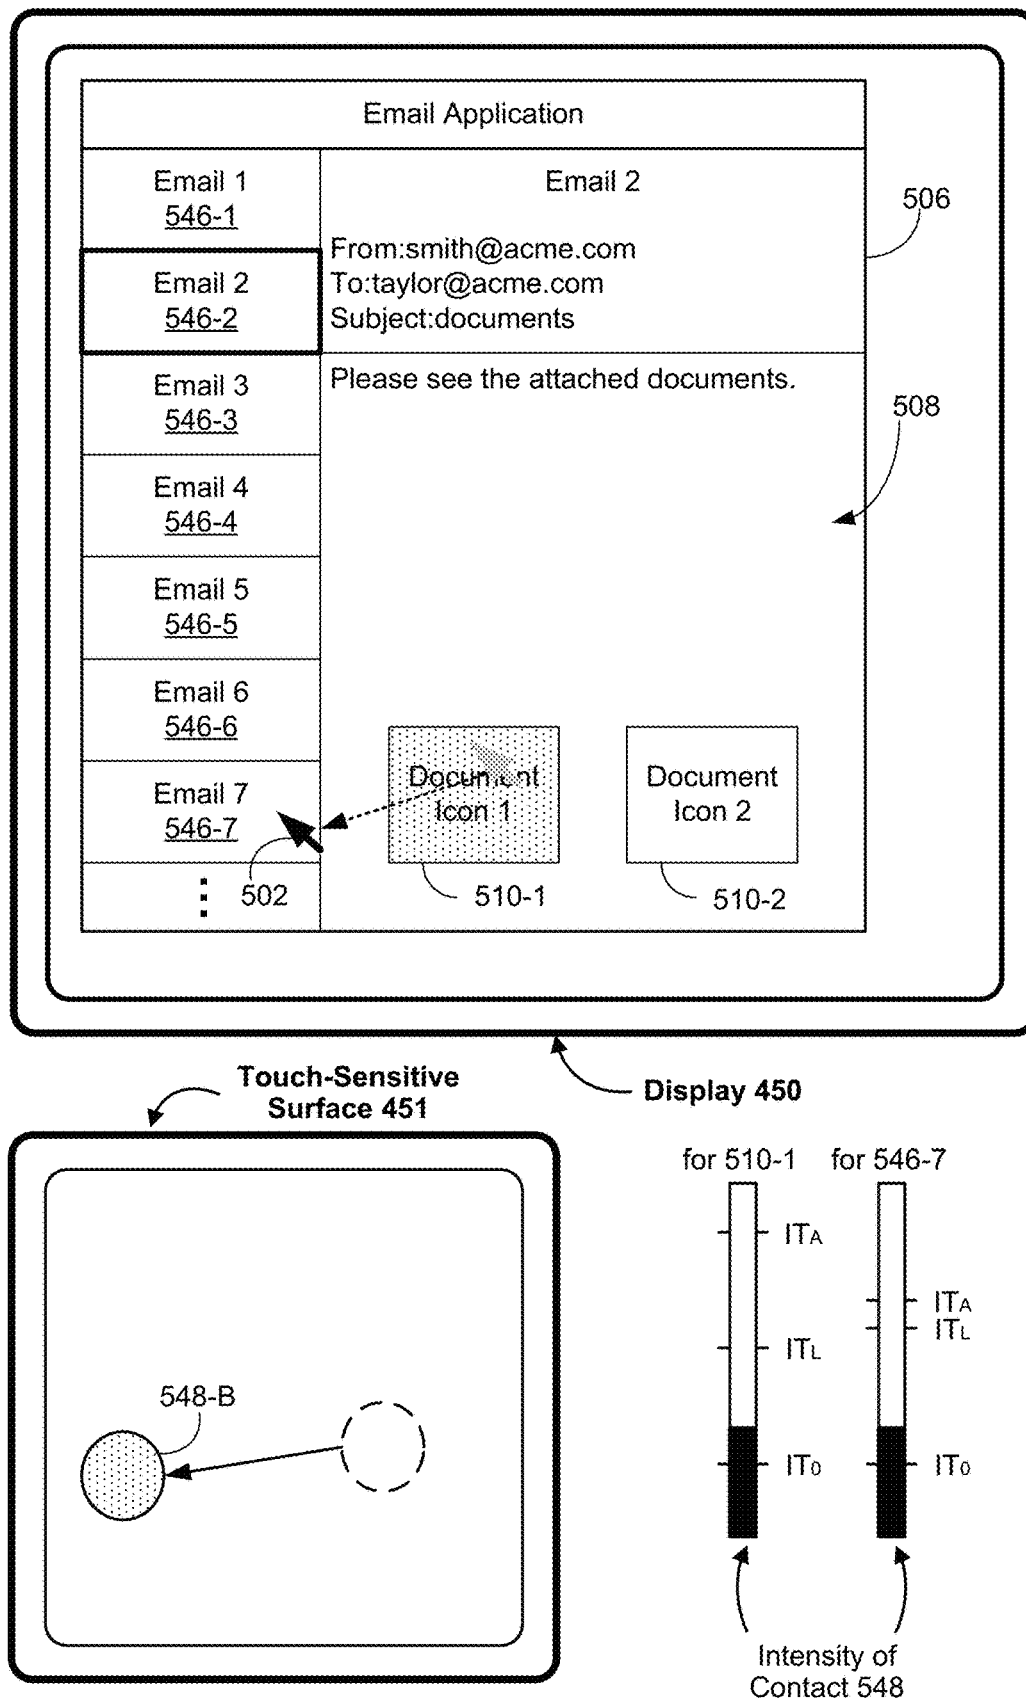 Email Application
Email 1
546-1
Email 2
546-2
Email 3
546-3
Email 4
546-4
Email 5
546-5
Email 6
546-6
Email 7
546-7
502
Email 2
From:smith@acme.com
To:taylor@acme.com
Subject:documents
Please see the attached documents.
Document
Icon 1
510-1
Document
Icon 2
510-2
506
508
Touch-Sensitive
Surface 451
Display 450
548-B
for 510-1
ITA
ITL
IT0
for 546-7
ITA
ITL
IT0
Intensity of
Contact 548